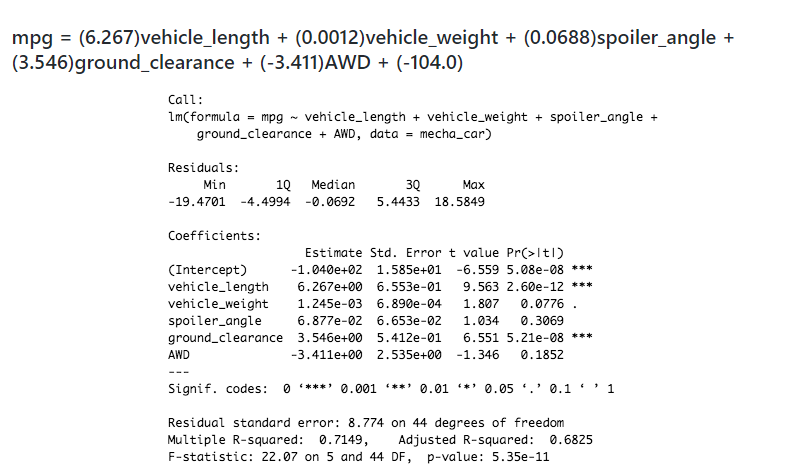 mpg = (6.267)vehicle_length + (0.0012)vehicle_weight + (0.0688)spoiler_angle +
(3.546)ground_clearance + (-3.411)AWD + (-104.0)
Call:
lm(formula = mpg ~ vehicle_length + vehicle_weight + spoiler_angle +
    ground_clearance + AWD, data = mecha_car)
Residuals:
     Min       1Q   Median       3Q      Max
-19.4701  -4.4994  -0.0692   5.4433  18.5849
Coefficients:
                   Estimate Std. Error t value Pr(>|t|)
(Intercept)      -1.040e+02  1.585e+01  -6.559 5.08e-08 ***
vehicle_length    6.267e+00  6.553e-01   9.563 2.60e-12 ***
vehicle_weight    1.245e-03  6.890e-04   1.807   0.0776 .
spoiler_angle     6.877e-02  6.653e-02   1.034   0.3069
ground_clearance  3.546e+00  5.412e-01   6.551 5.21e-08 ***
AWD              -3.411e+00  2.535e+00  -1.346   0.1852
---
Signif. codes:  0 ‘***’ 0.001 ‘**’ 0.01 ‘*’ 0.05 ‘.’ 0.1 ‘ ’ 1
Residual standard error: 8.774 on 44 degrees of freedom
Multiple R-squared:  0.7149,    Adjusted R-squared:  0.6825
F-statistic: 22.07 on 5 and 44 DF,  p-value: 5.35e-11